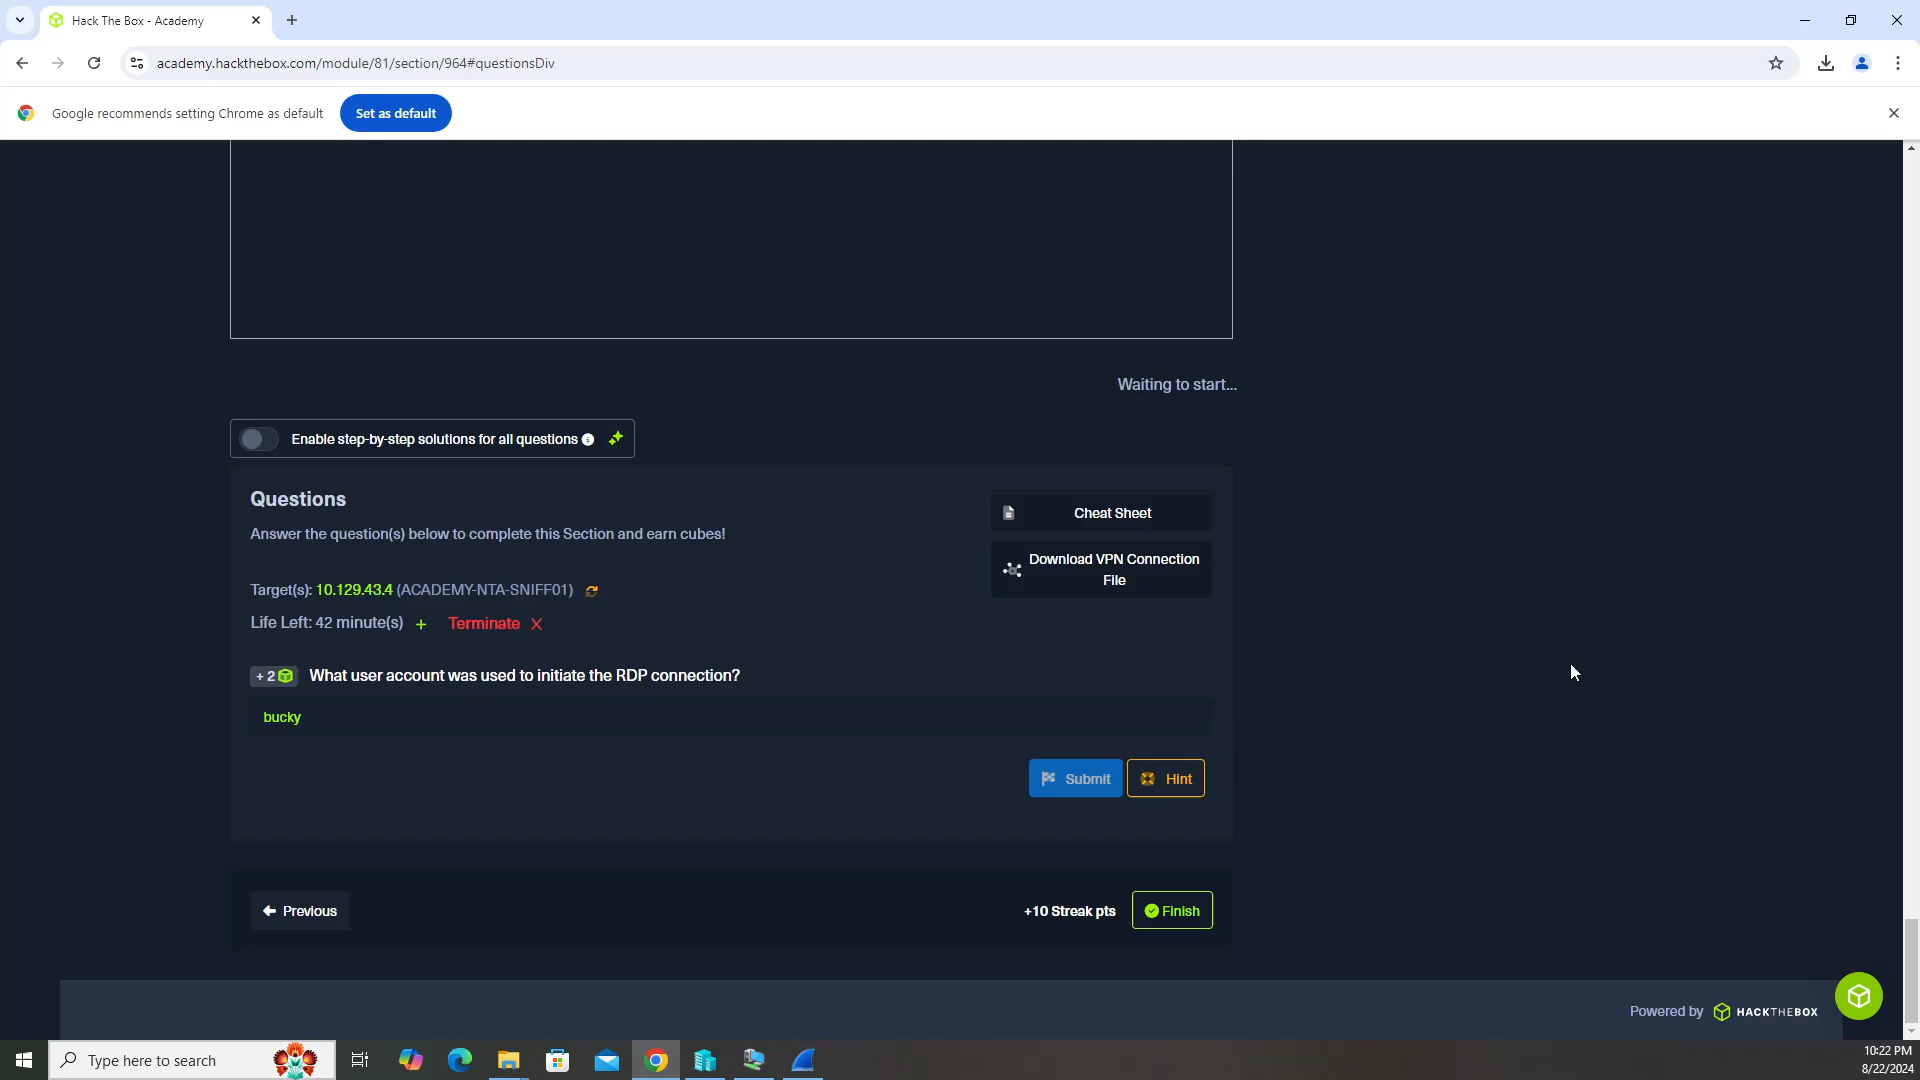 Hack The Box - Academy
academy.hackthebox.com/module/81/section/964#questionsDiv
Google recommends setting Chrome as default
Set as default
Waiting to start...
Enable step-by-step solutions for all questions
Questions
Cheat Sheet
Answer the question(s) below to complete this Section and earn cubes!
Download VPN Connection
File
Target(s): 10.129.43.4 (ACADEMY-NTA-SNIFF01)
Life Left: 42 minute(s) + Terminate X
+ 2 What user account was used to initiate the RDP connection?
bucky
Submit Hint
Previous
+10 Streak pts
Finish
Powered by HACKTHEBOX
Type here to search
10:22 PM
8/22/2024